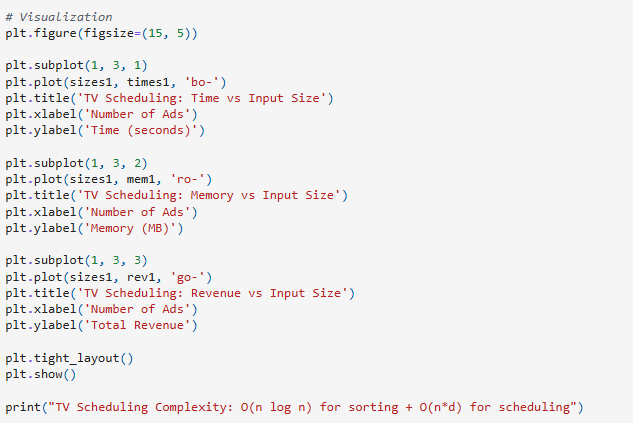 # Visualization
plt.figure(figsize=(15, 5))
plt.subplot(1, 3, 1)
plt.plot(sizes1, times1, 'bo-')
plt.title('TV Scheduling: Time vs Input Size')
plt.xlabel('Number of Ads')
plt.ylabel('Time (seconds)')
plt.subplot(1, 3, 2)
plt.plot(sizes1, mem1, 'ro-')
plt.title('TV Scheduling: Memory vs Input Size')
plt.xlabel('Number of Ads')
plt.ylabel('Memory (MB)')
plt.subplot(1, 3, 3)
plt.plot(sizes1, rev1, 'go-')
plt.title('TV Scheduling: Revenue vs Input Size')
plt.xlabel('Number of Ads')
plt.ylabel('Total Revenue')
plt.tight_layout()
plt.show()
print("TV Scheduling Complexity: O(n log n) for sorting + O(n*d) for scheduling")